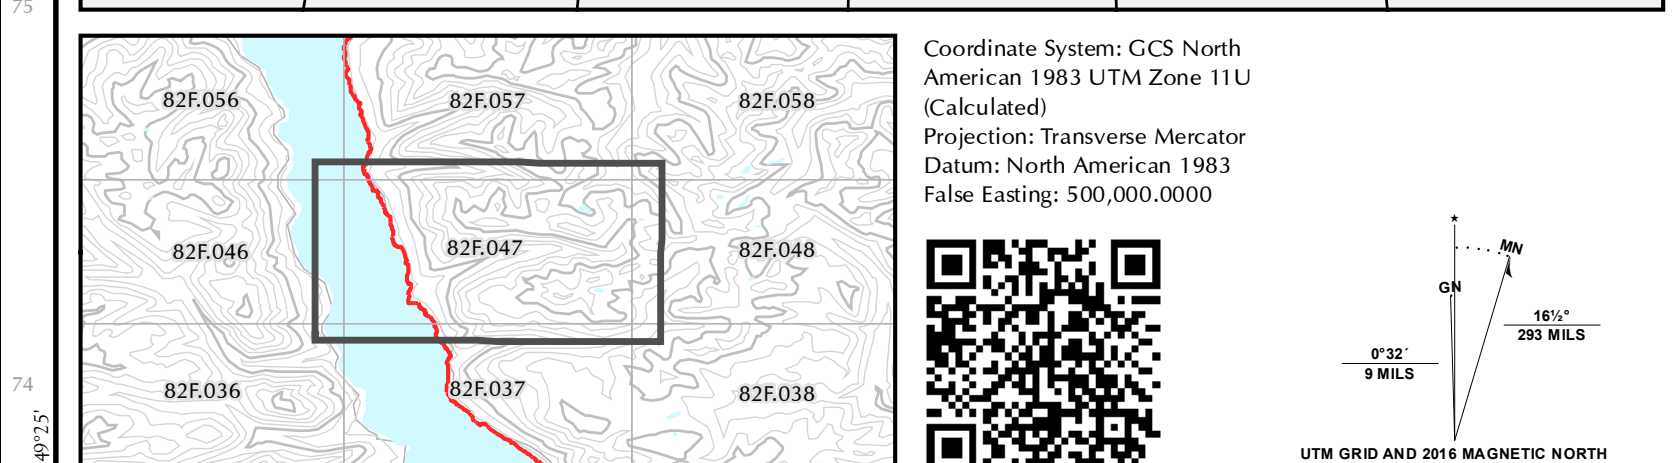 75
82F.056
82F.057
82F.058
82F.046
82F.047
82F.048
82F.036
82F.037
82F.038
74
49°25'
Coordinate System: GCS North
American 1983 UTM Zone 11U
(Calculated)
Projection: Transverse Mercator
Datum: North American 1983
False Easting: 500,000.0000
MN
GN
16½°
293 MILS
0°32´
9 MILS
UTM GRID AND 2016 MAGNETIC NORTH